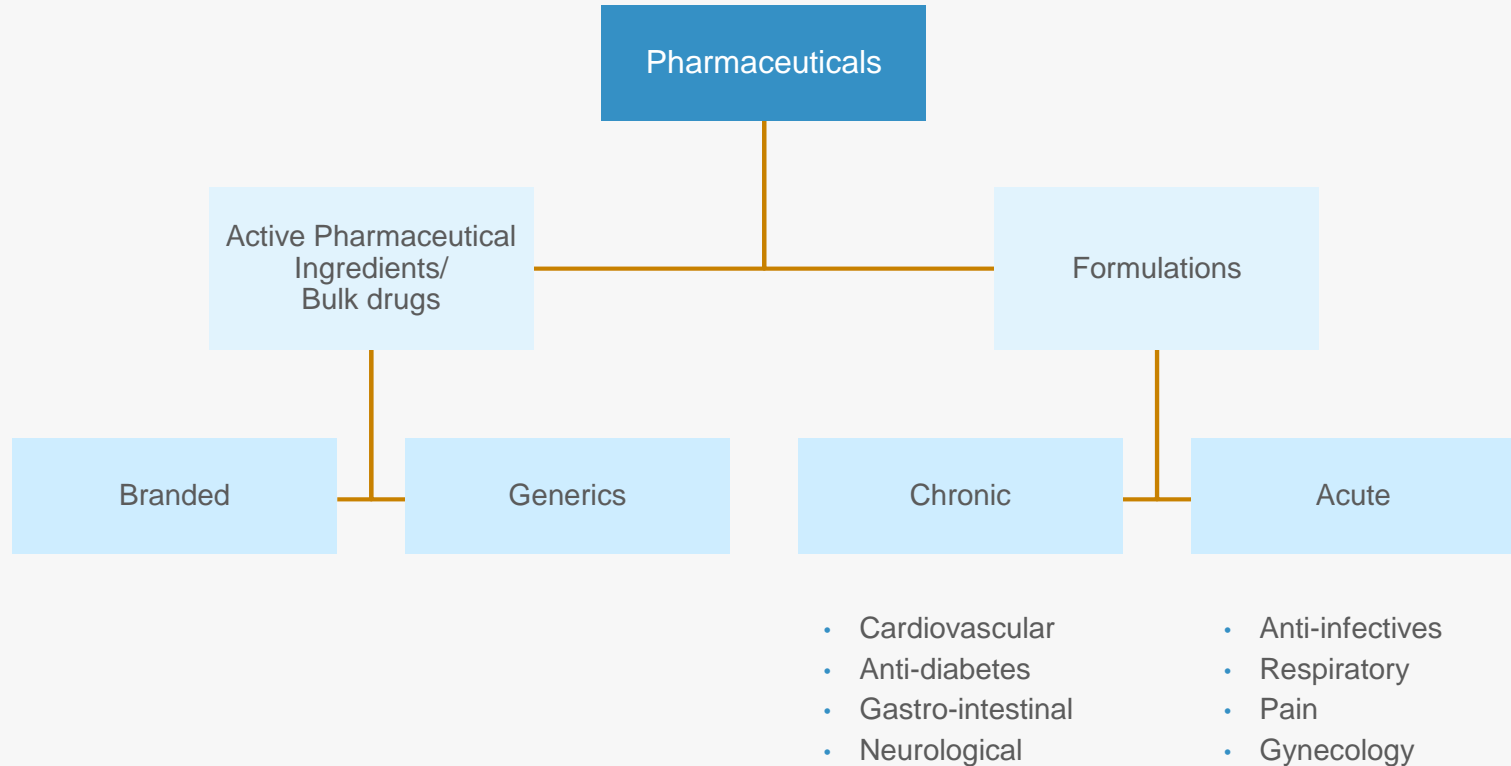 Pharmaceuticals
Active Pharmaceutical
Ingredients/
Bulk drugs
Formulations
Branded
Generics
Chronic
Acute
• Cardiovascular
• Anti-diabetes
• Gastro-intestinal
• Neurological
• Anti-infectives
• Respiratory
• Pain
• Gynecology